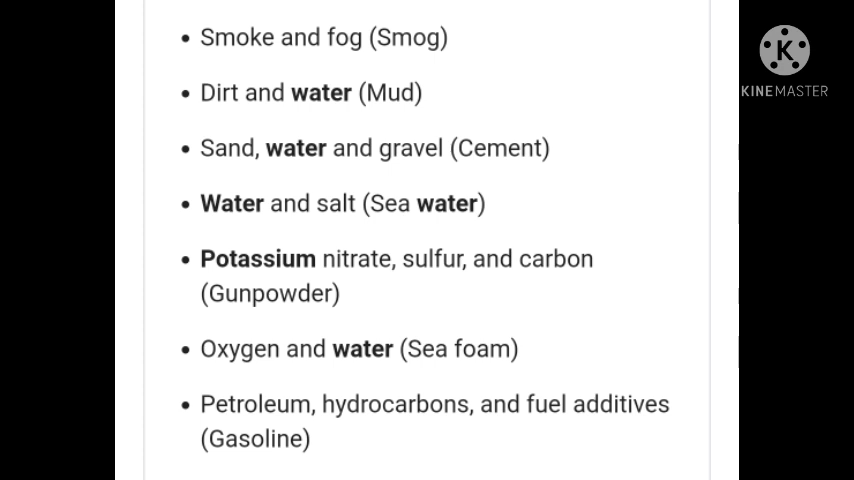 • Smoke and fog (Smog)
• Dirt and water (Mud)
• Sand, water and gravel (Cement)
• Water and salt (Sea water)
• Potassium nitrate, sulfur, and carbon
(Gunpowder)
• Oxygen and water (Sea foam)
• Petroleum, hydrocarbons, and fuel additives
(Gasoline)
K
KINEMASTER